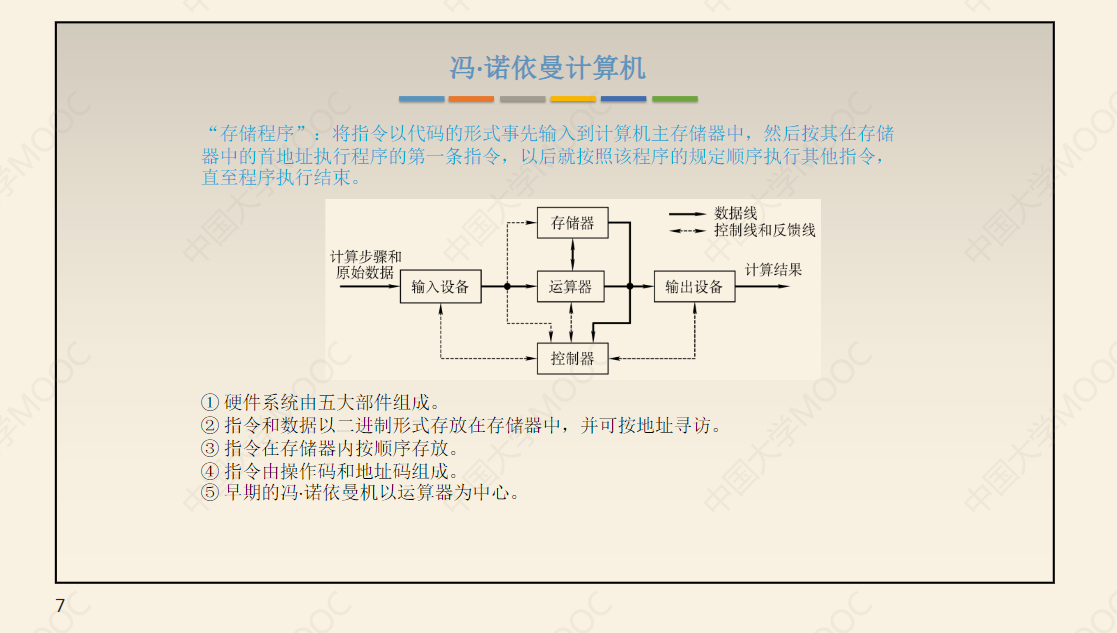 冯·诺依曼计算机
“存储程序”：将指令以代码的形式事先输入到计算机主存储器中，然后按其在存储
器中的首地址执行程序的第一条指令，以后就按照该程序的规定顺序执行其他指令，
直至程序执行结束。
存储器
数据线
控制线和反馈线
计算步骤和
原始数据
输入设备
运算器
输出设备
计算结果
控制器
① 硬件系统由五大部件组成。
② 指令和数据以二进制形式存放在存储器中，并可按地址寻访。
③ 指令在存储器内按顺序存放。
④ 指令由操作码和地址码组成。
⑤ 早期的冯·诺依曼机以运算器为中心。
7
中国大学MOOC